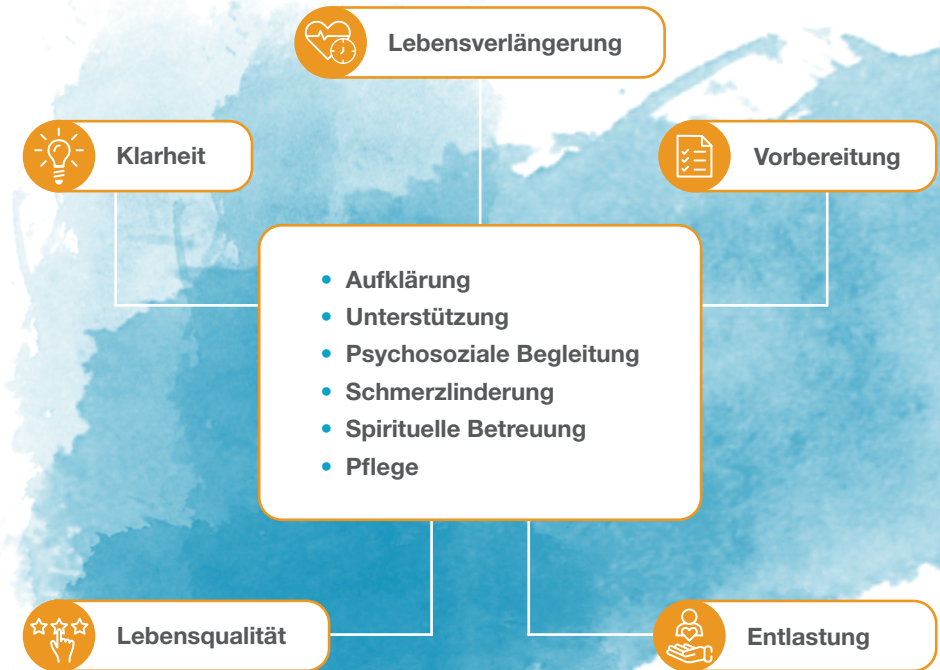 Lebensverlängerung
Klarheit
Vorbereitung
• Aufklärung
• Unterstützung
• Psychosoziale Begleitung
• Schmerzlinderung
• Spirituelle Betreuung
• Pflege
Lebensqualität
Entlastung